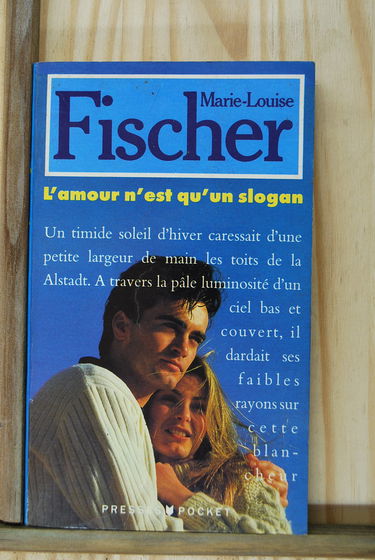 Marie-Louise
Fischer
L'amour n'est qu'un slogan
Un timide soleil d'hiver caressait d'une
petite largeur de main les toits de la
Alstadt. A travers la pâle luminosité d'un
ciel bas et
couvert, il
dardait ses
faibles
rayons sur
cette
blan-
cheur
PRESSES POCKET